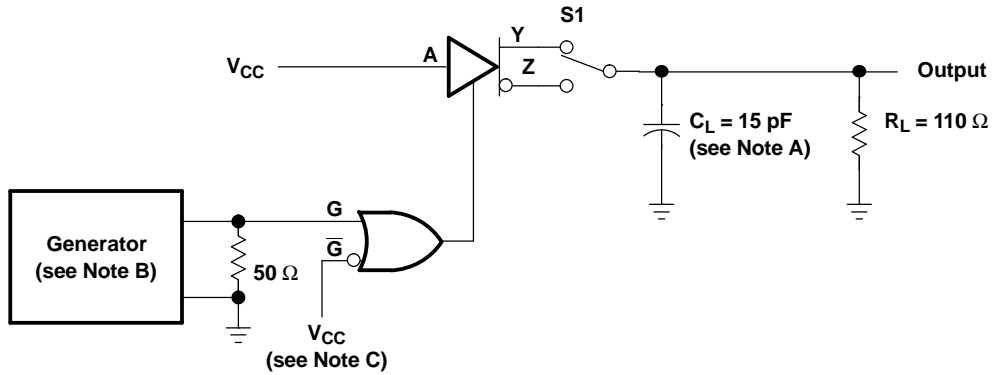 S1
Y
A
Z
VCC
Output
CL = 15 pF
(see Note A)
RL = 110 Ω
G
Generator
(see Note B)
G̅
50 Ω
VCC
(see Note C)